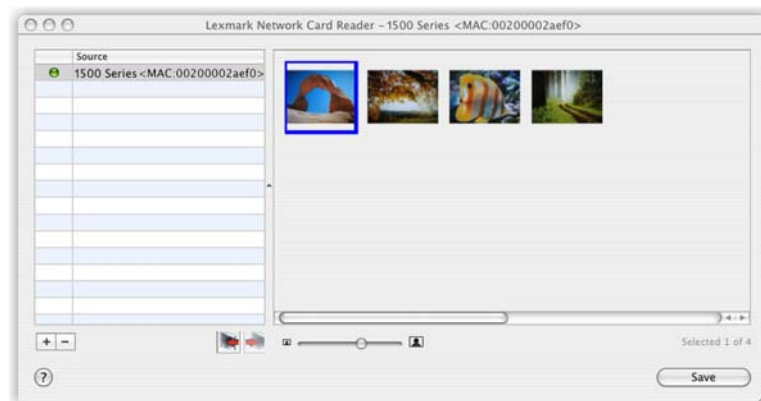 Lexmark Network Card Reader – 1500 Series <MAC:00200002aef0>
Source
1500 Series<MAC:00200002aef0>
+ −
Selected 1 of 4
?
Save